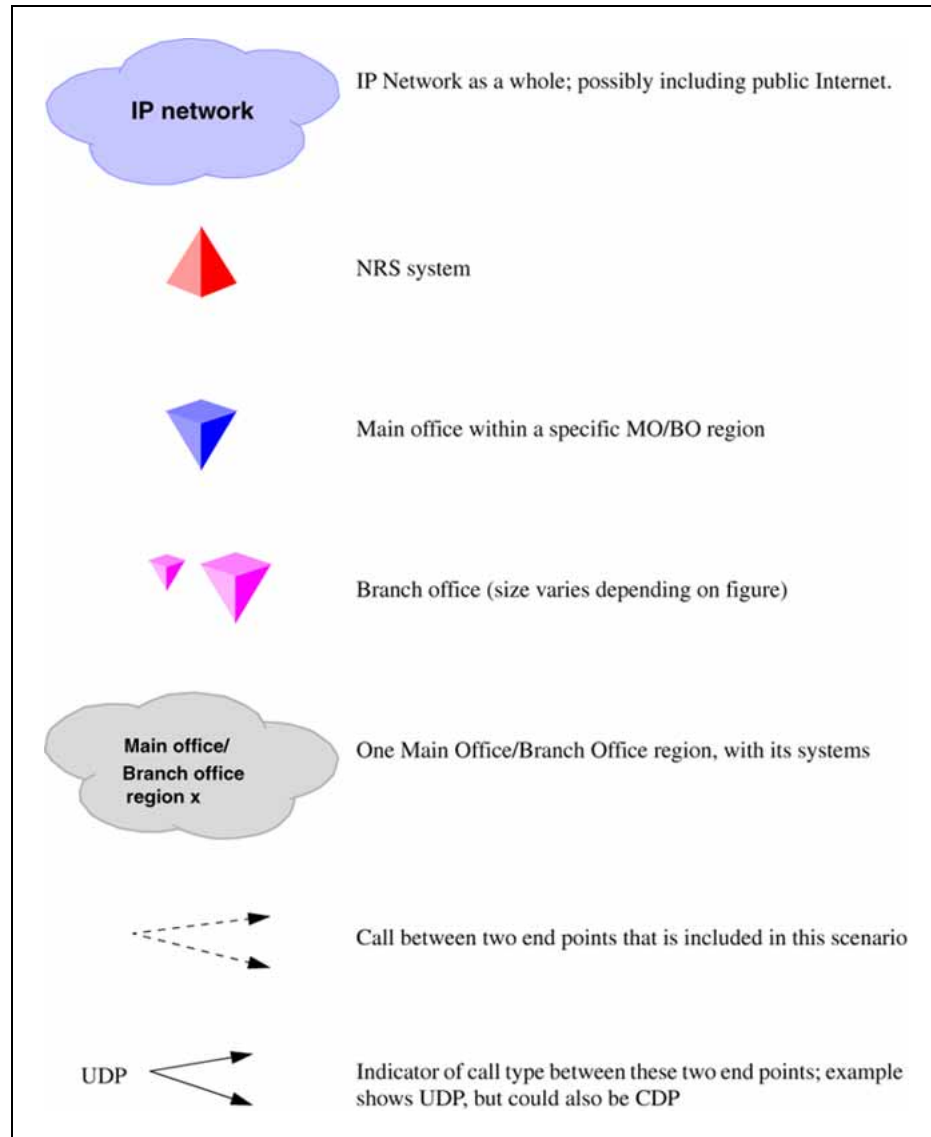 IP network
IP Network as a whole; possibly including public Internet.
NRS system
Main office within a specific MO/BO region
Branch office (size varies depending on figure)
Main office/
Branch office
region x
One Main Office/Branch Office region, with its systems
Call between two end points that is included in this scenario
UDP
Indicator of call type between these two end points; example
shows UDP, but could also be CDP